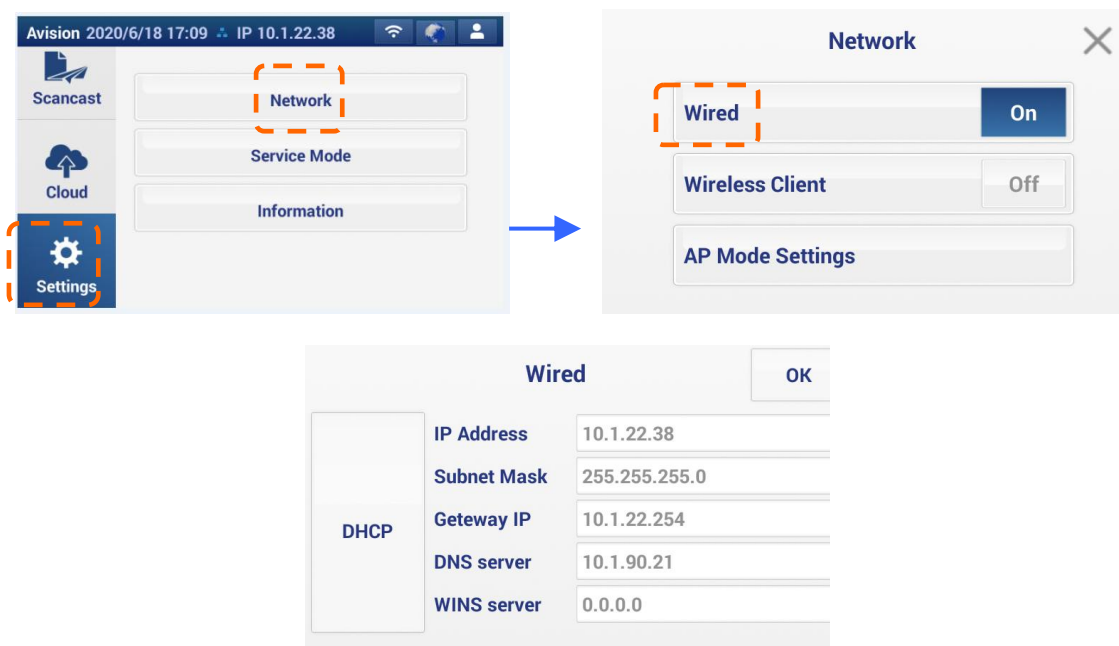 Avision 2020/6/18 17:09 IP 10.1.22.38
Scancast
Cloud
Settings
Network
Service Mode
Information
Network
Wired On
Wireless Client Off
AP Mode Settings
Wired OK
DHCP
IP Address 10.1.22.38
Subnet Mask 255.255.255.0
Geteway IP 10.1.22.254
DNS server 10.1.90.21
WINS server 0.0.0.0